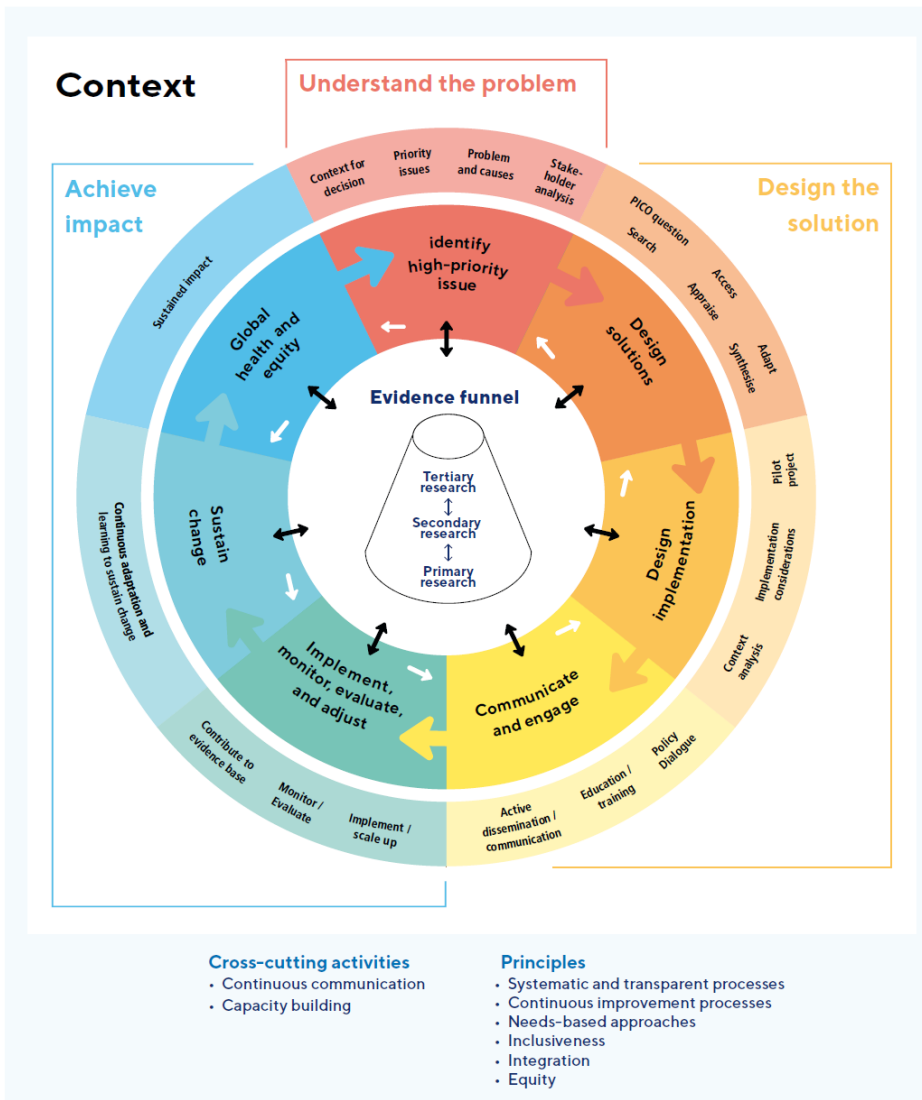 Context
Understand the problem
Achieve
impact
Design the
solution
Context for
decision
Priority
issues
Problem
and causes
Stake-
holder
analysis
PICO question
Search
Access
Appraise
Adapt
Synthesise
Pilot
project
Implementation
considerations
Context
analysis
Policy
Dialogue
Education /
training
Active
dissemination /
communication
Implement /
scale up
Monitor /
Evaluate
Contribute to
evidence base
Continuous adaptation and
learning to sustain change
Sustained impact
identify
high-priority
issue
Design
solutions
Design
implementation
Communicate
and engage
Implement,
monitor, evaluate,
and adjust
Sustain
change
Global
health and
equity
Evidence funnel
Tertiary
research
Secondary
research
Primary
research
Cross-cutting activities
• Continuous communication
• Capacity building
Principles
• Systematic and transparent processes
• Continuous improvement processes
• Needs-based approaches
• Inclusiveness
• Integration
• Equity